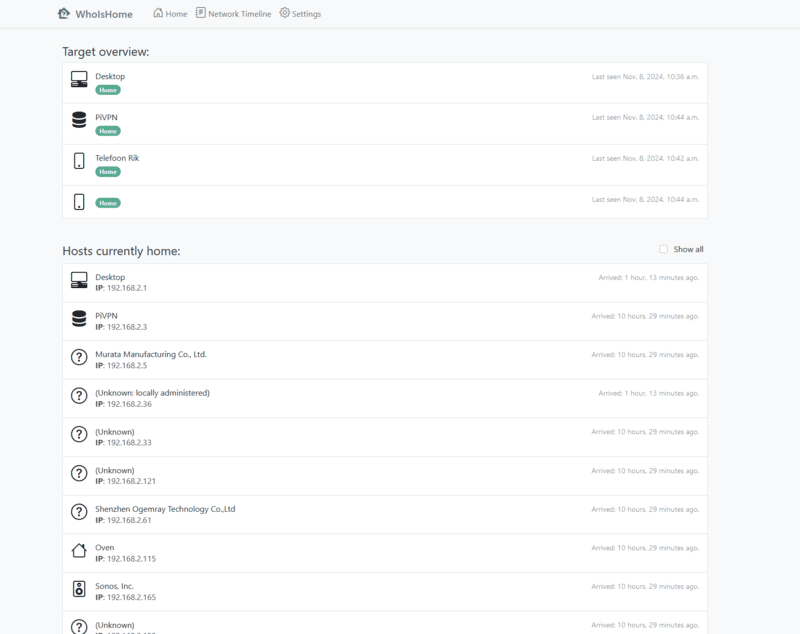 WhoIsHome
Home
Network Timeline
Settings
Target overview:
Desktop
Last seen Nov. 8, 2024, 10:36 a.m.
Home
PiVPN
Last seen Nov. 8, 2024, 10:44 a.m.
Home
Telefoon Rik
Last seen Nov. 8, 2024, 10:42 a.m.
Home
Home
Last seen Nov. 8, 2024, 10:44 a.m.
Hosts currently home:
Show all
Desktop
Arrived: 1 hour, 13 minutes ago.
IP: 192.168.2.1
PiVPN
Arrived: 10 hours, 29 minutes ago.
IP: 192.168.2.3
Murata Manufacturing Co., Ltd.
Arrived: 10 hours, 29 minutes ago.
IP: 192.168.2.5
(Unknown: locally administered)
Arrived: 1 hour, 13 minutes ago.
IP: 192.168.2.36
(Unknown)
Arrived: 10 hours, 29 minutes ago.
IP: 192.168.2.33
(Unknown)
Arrived: 10 hours, 29 minutes ago.
IP: 192.168.2.121
Shenzhen Ogemray Technology Co.,Ltd
Arrived: 10 hours, 29 minutes ago.
IP: 192.168.2.61
Oven
Arrived: 10 hours, 29 minutes ago.
IP: 192.168.2.115
Sonos, Inc.
Arrived: 10 hours, 29 minutes ago.
IP: 192.168.2.165
(Unknown)
Arrived: 10 hours, 29 minutes ago.